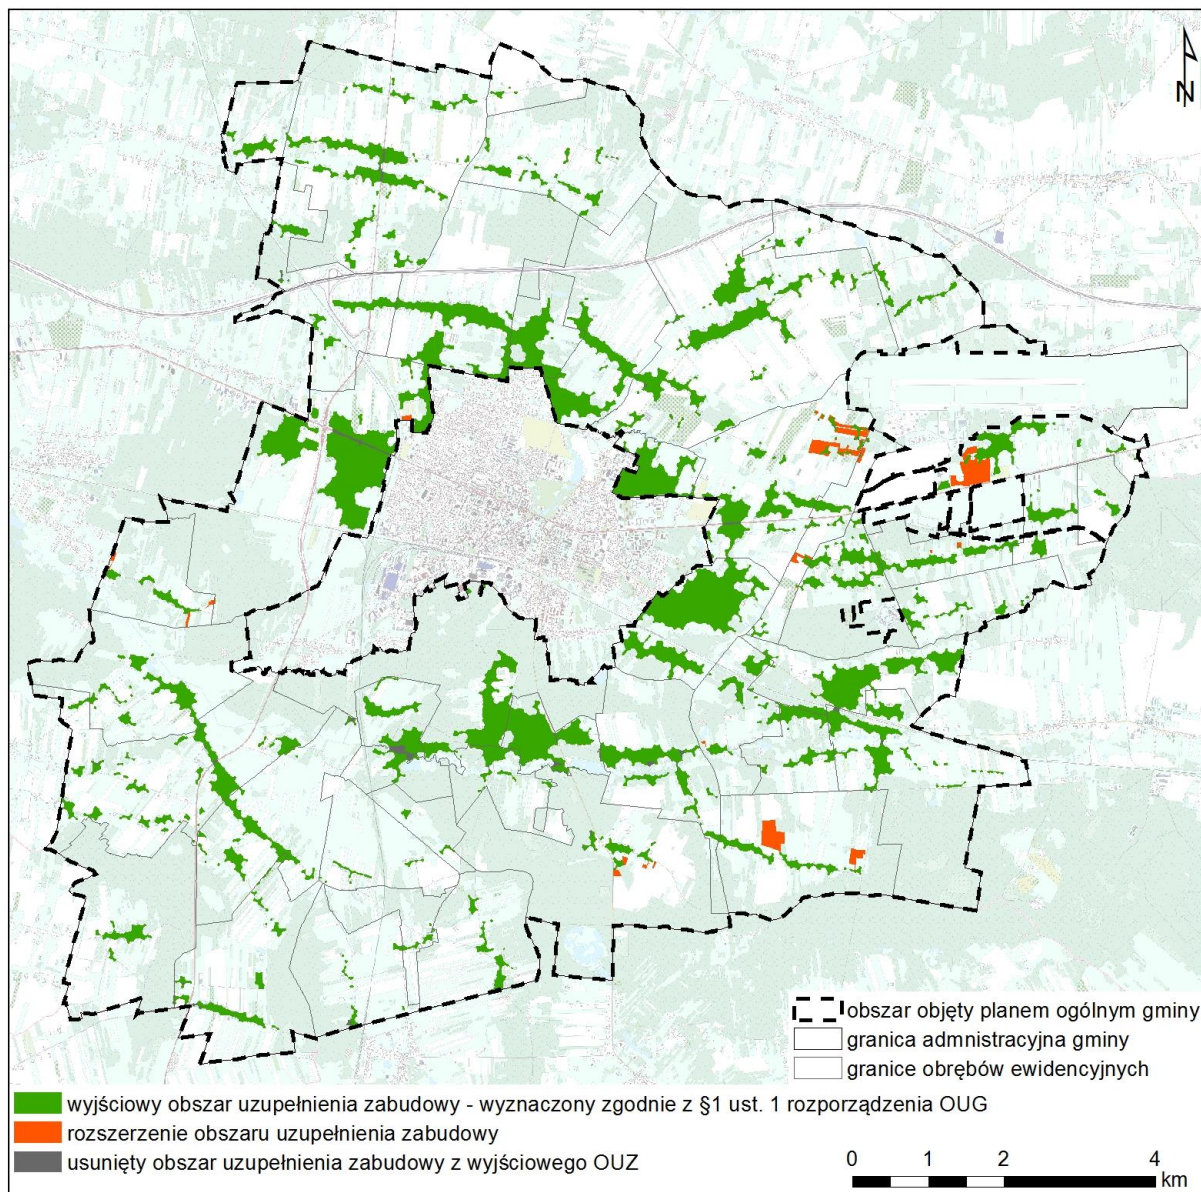 N
obszar objęty planem ogólnym gminy
granica admnistracyjna gminy
granice obrębów ewidencyjnych
wyjściowy obszar uzupełnienia zabudowy - wyznaczony zgodnie z §1 ust. 1 rozporządzenia OUG
rozszerzenie obszaru uzupełnienia zabudowy
usunięty obszar uzupełnienia zabudowy z wyjściowego OUZ
0 1 2 4
km